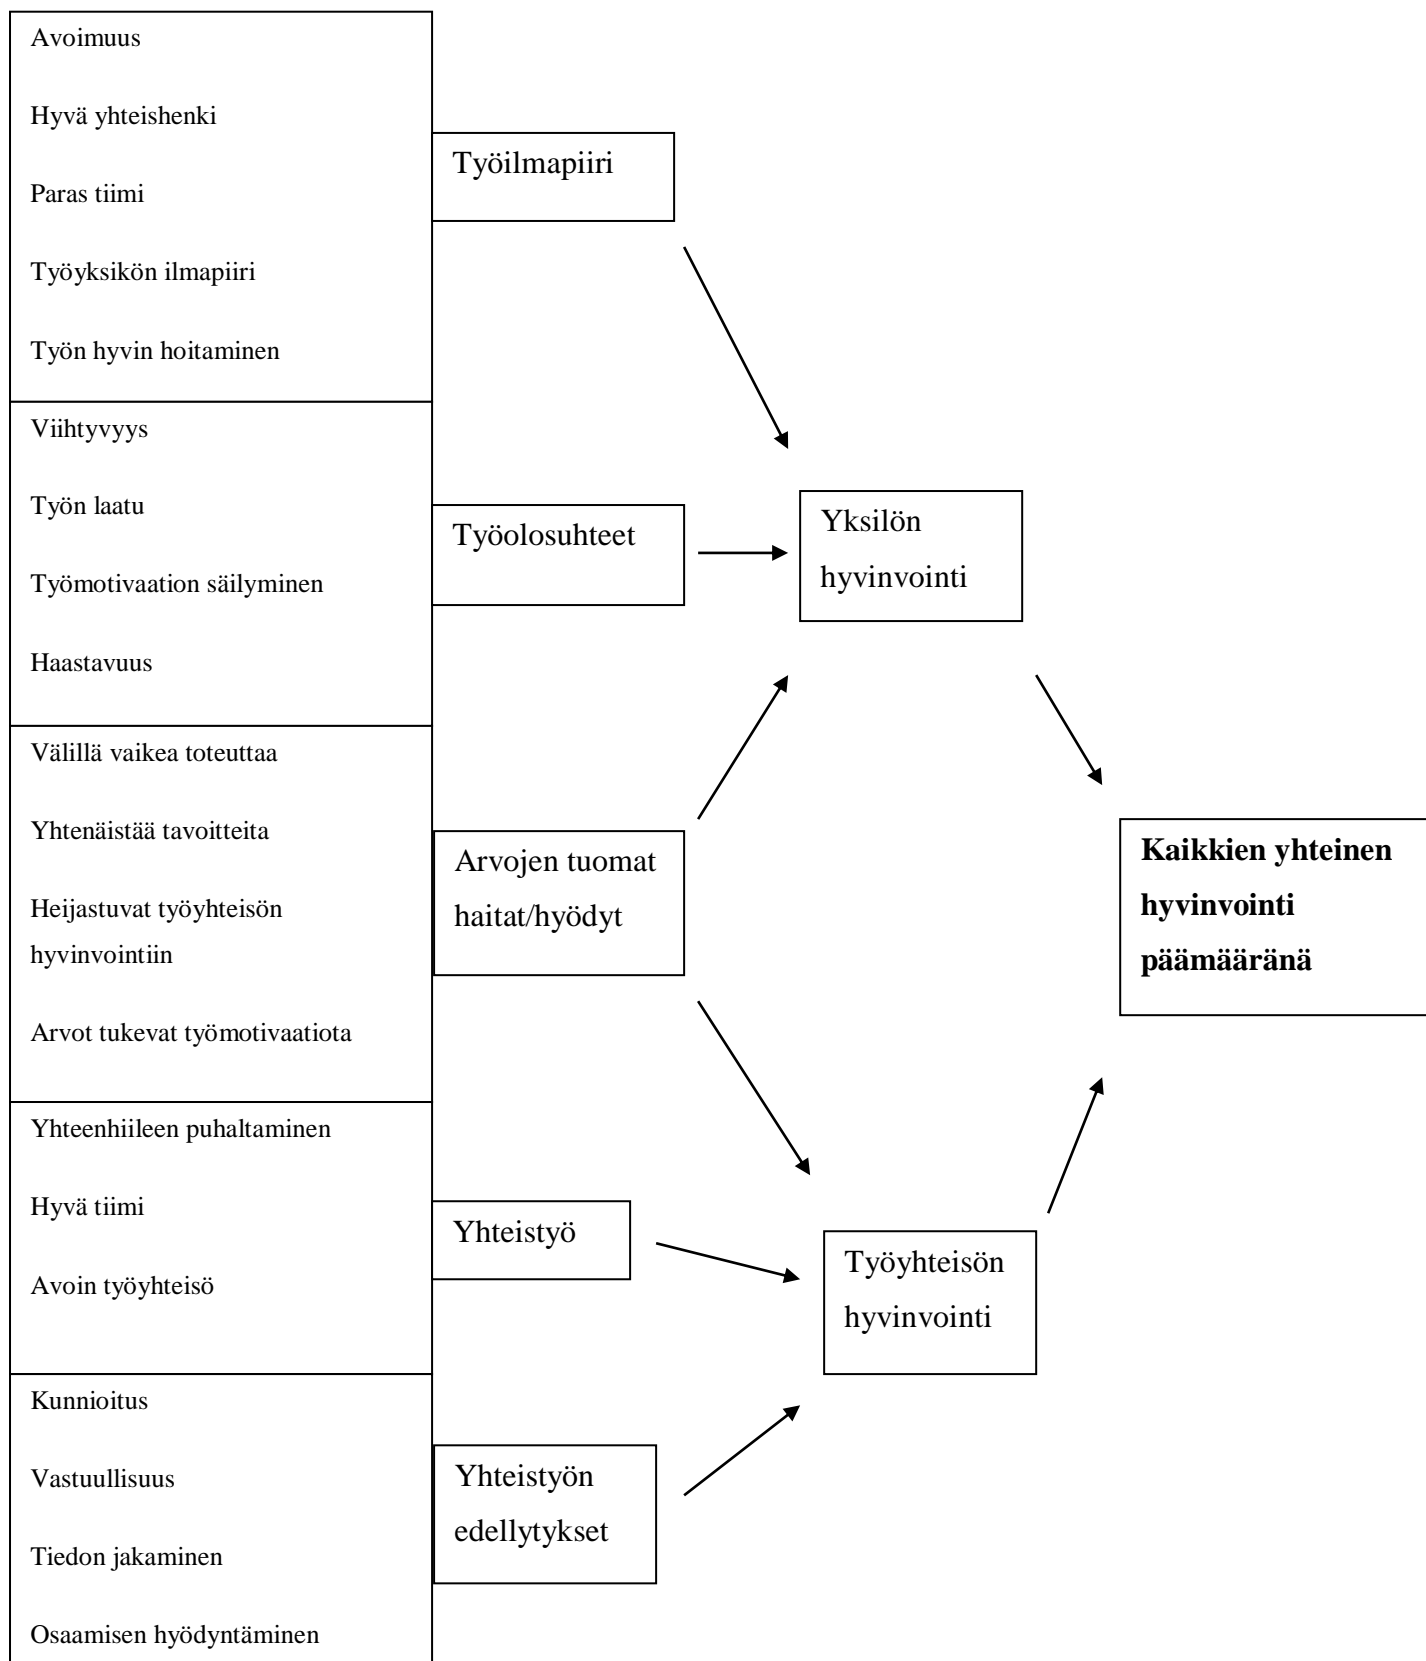 Avoimuus
Hyvä yhteishenki
Paras tiimi
Työyksikön ilmapiiri
Työn hyvin hoitaminen
Työilmapiiri
Viihtyvyys
Työn laatu
Työmotivaation säilyminen
Haastavuus
Työolosuhteet
Välillä vaikea toteuttaa
Yhtenäistää tavoitteita
Heijastuvat työyhteisön
hyvinvointiin
Arvot tukevat työmotivaatiota
Arvojen tuomat
haitat/hyödyt
Yhteenhiileen puhaltaminen
Hyvä tiimi
Avoin työyhteisö
Yhteistyö
Kunnioitus
Vastuullisuus
Tiedon jakaminen
Osaamisen hyödyntäminen
Yhteistyön
edellytykset
Yksilön
hyvinvointi
Työyhteisön
hyvinvointi
Kaikkien yhteinen
hyvinvointi
päämääränä